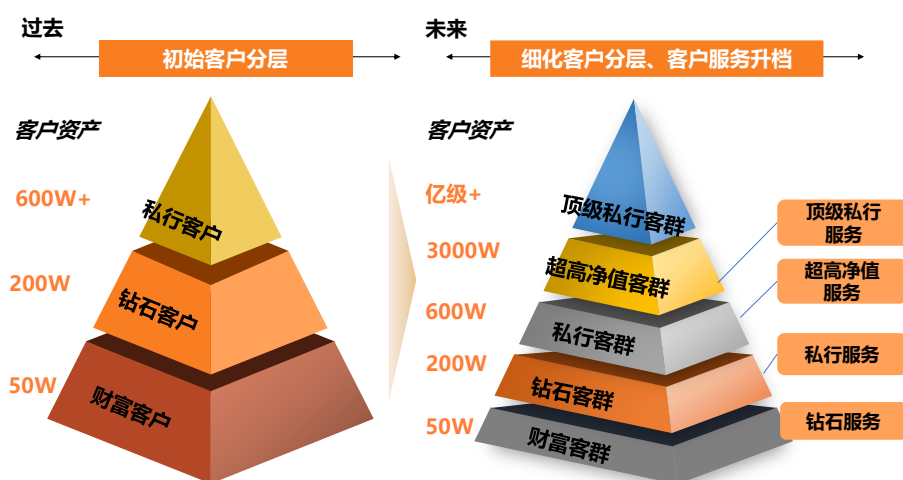 过去
初始客户分层
客户资产
600W+
私行客户
200W
钻石客户
50W
财富客户
未来
细化客户分层、客户服务升档
客户资产
亿级+
顶级私行客群
3000W
超高净值客群
600W
私行客群
200W
钻石客群
50W
财富客群
顶级私行
服务
超高净值
服务
私行服务
钻石服务